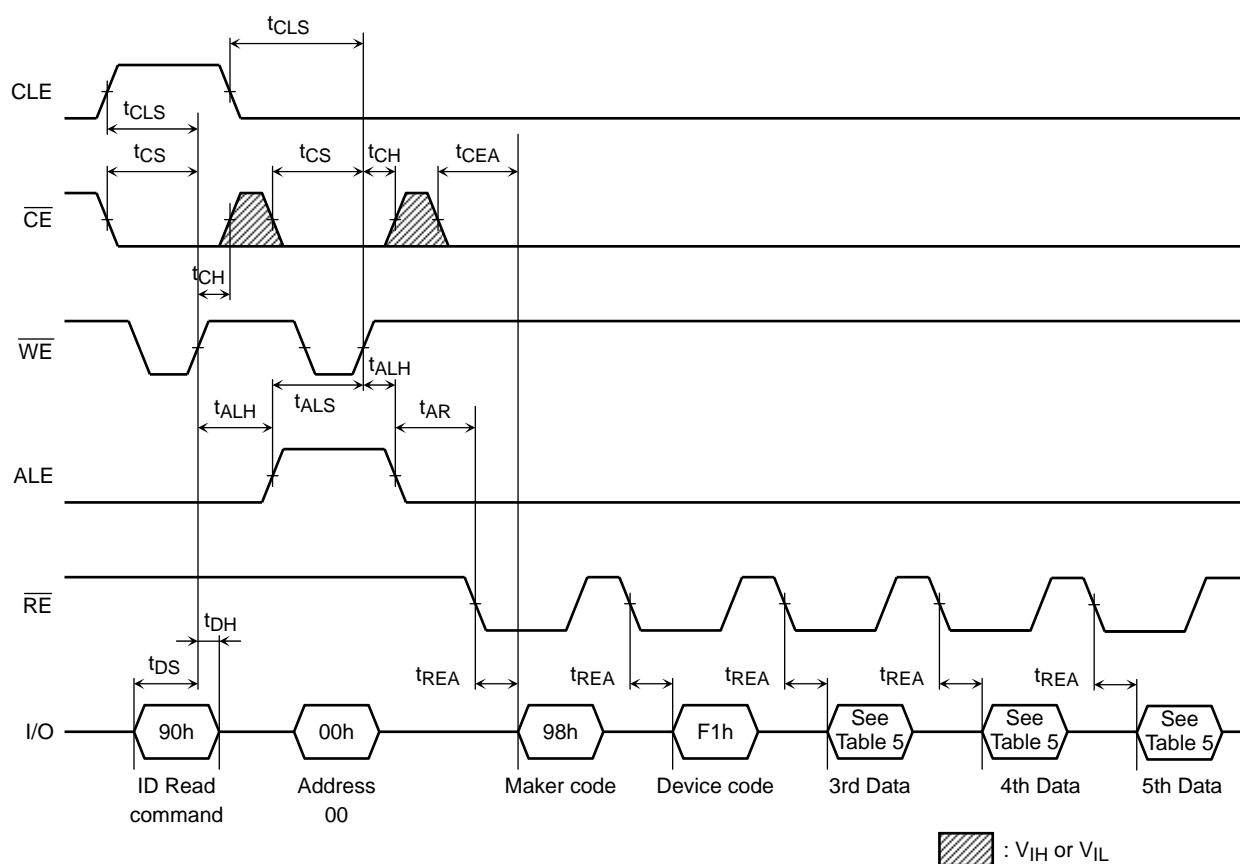 tCLS
CLE
tCLS
tCS
tCS
tCH
tCEA
CE
tCH
WE
tALH
tALH
tALS
tAR
ALE
RE
tDH
tDS
tREA
tREA
tREA
tREA
tREA
I/O
90h
00h
98h
F1h
See
Table 5
See
Table 5
See
Table 5
ID Read
command
Address
00
Maker code
Device code
3rd Data
4th Data
5th Data
: VIH or VIL